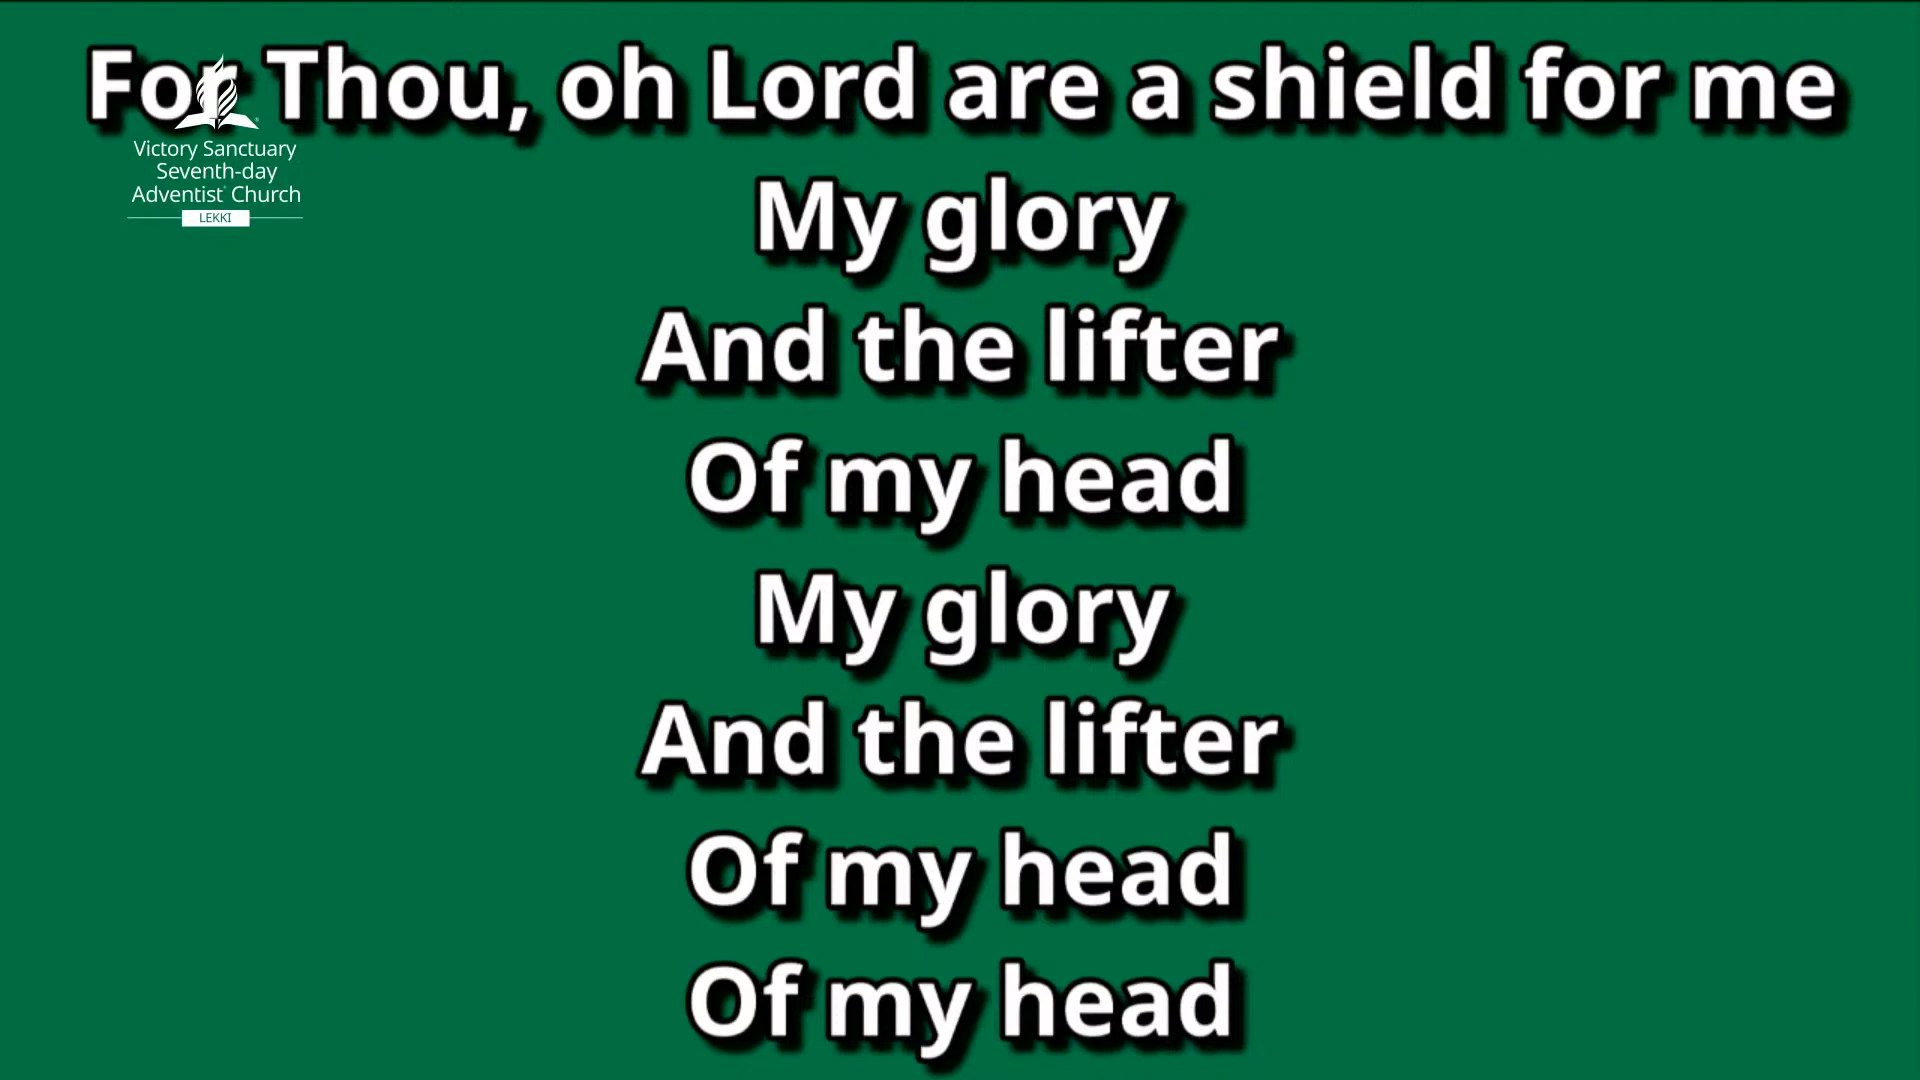 For Thou, oh Lord are a shield for me
Victory Sanctuary
Seventh-day
Adventist® Church
LEKKI
My glory
And the lifter
Of my head
My glory
And the lifter
Of my head
Of my head